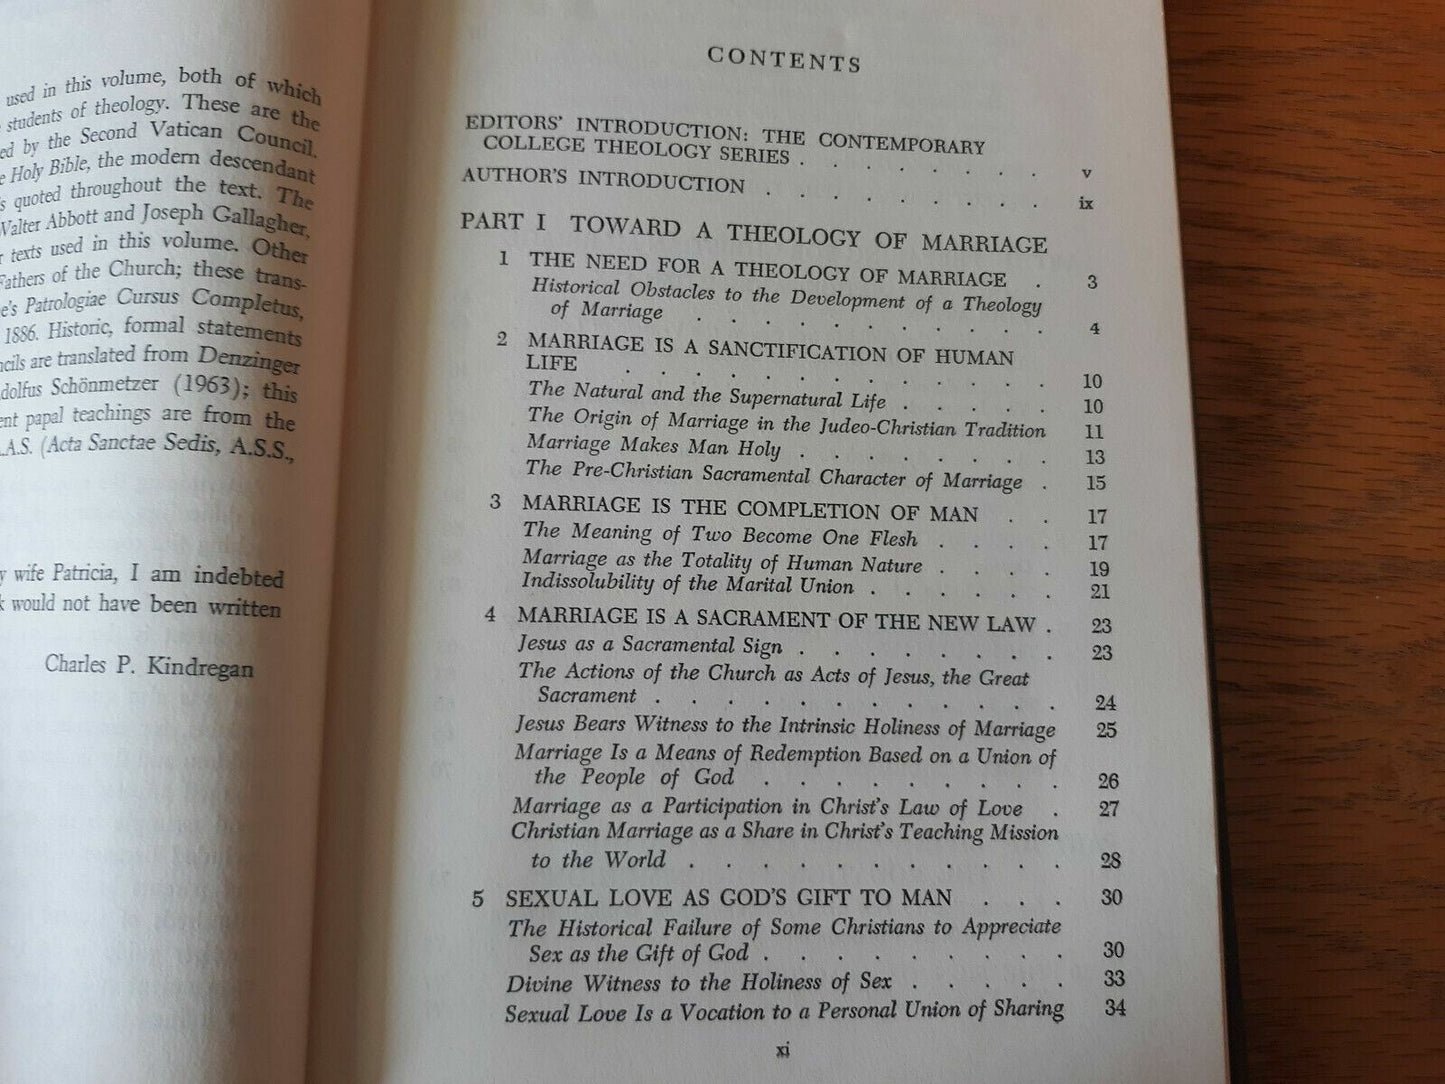 used in this volume, both of which
students of theology. These are the
by the Second Vatican Council.
Holy Bible, the modern descendant
quoted throughout the text. The
Walter Abbott and Joseph Gallagher,
texts used in this volume. Other
Fathers of the Church; these trans-
Patrologiae Cursus Completus,
1886. Historic, formal statements
are translated from Denzinger
Schönmetzer (1963); this
papal teachings are from the
A.A.S. (Acta Sanctae Sedis, A.S.S.,
wife Patricia, I am indebted
would not have been written
Charles P. Kindregan
CONTENTS
EDITORS' INTRODUCTION: THE CONTEMPORARY
COLLEGE THEOLOGY SERIES . . . . . . . . . v
AUTHOR'S INTRODUCTION . . . . . . . . . ix
PART I TOWARD A THEOLOGY OF MARRIAGE
1 THE NEED FOR A THEOLOGY OF MARRIAGE . 3
Historical Obstacles to the Development of a Theology
of Marriage . . . . . . . . . . . 4
2 MARRIAGE IS A SANCTIFICATION OF HUMAN
LIFE . . . . . . . . . . . . . 10
The Natural and the Supernatural Life . . . . . 10
The Origin of Marriage in the Judeo-Christian Tradition 11
Marriage Makes Man Holy . . . . . . . . 13
The Pre-Christian Sacramental Character of Marriage . 15
3 MARRIAGE IS THE COMPLETION OF MAN . . 17
The Meaning of Two Become One Flesh . . . . 17
Marriage as the Totality of Human Nature . . . . 19
Indissolubility of the Marital Union . . . . . . 21
4 MARRIAGE IS A SACRAMENT OF THE NEW LAW . 23
Jesus as a Sacramental Sign . . . . . . . . 23
The Actions of the Church as Acts of Jesus, the Great
Sacrament . . . . . . . . . . . . 24
Jesus Bears Witness to the Intrinsic Holiness of Marriage 25
Marriage Is a Means of Redemption Based on a Union of
the People of God . . . . . . . . . 26
Marriage as a Participation in Christ's Law of Love . 27
Christian Marriage as a Share in Christ's Teaching Mission
to the World . . . . . . . . . . . 28
5 SEXUAL LOVE AS GOD'S GIFT TO MAN . . . 30
The Historical Failure of Some Christians to Appreciate
Sex as the Gift of God . . . . . . . . . 30
Divine Witness to the Holiness of Sex . . . . . 33
Sexual Love Is a Vocation to a Personal Union of Sharing 34
xi